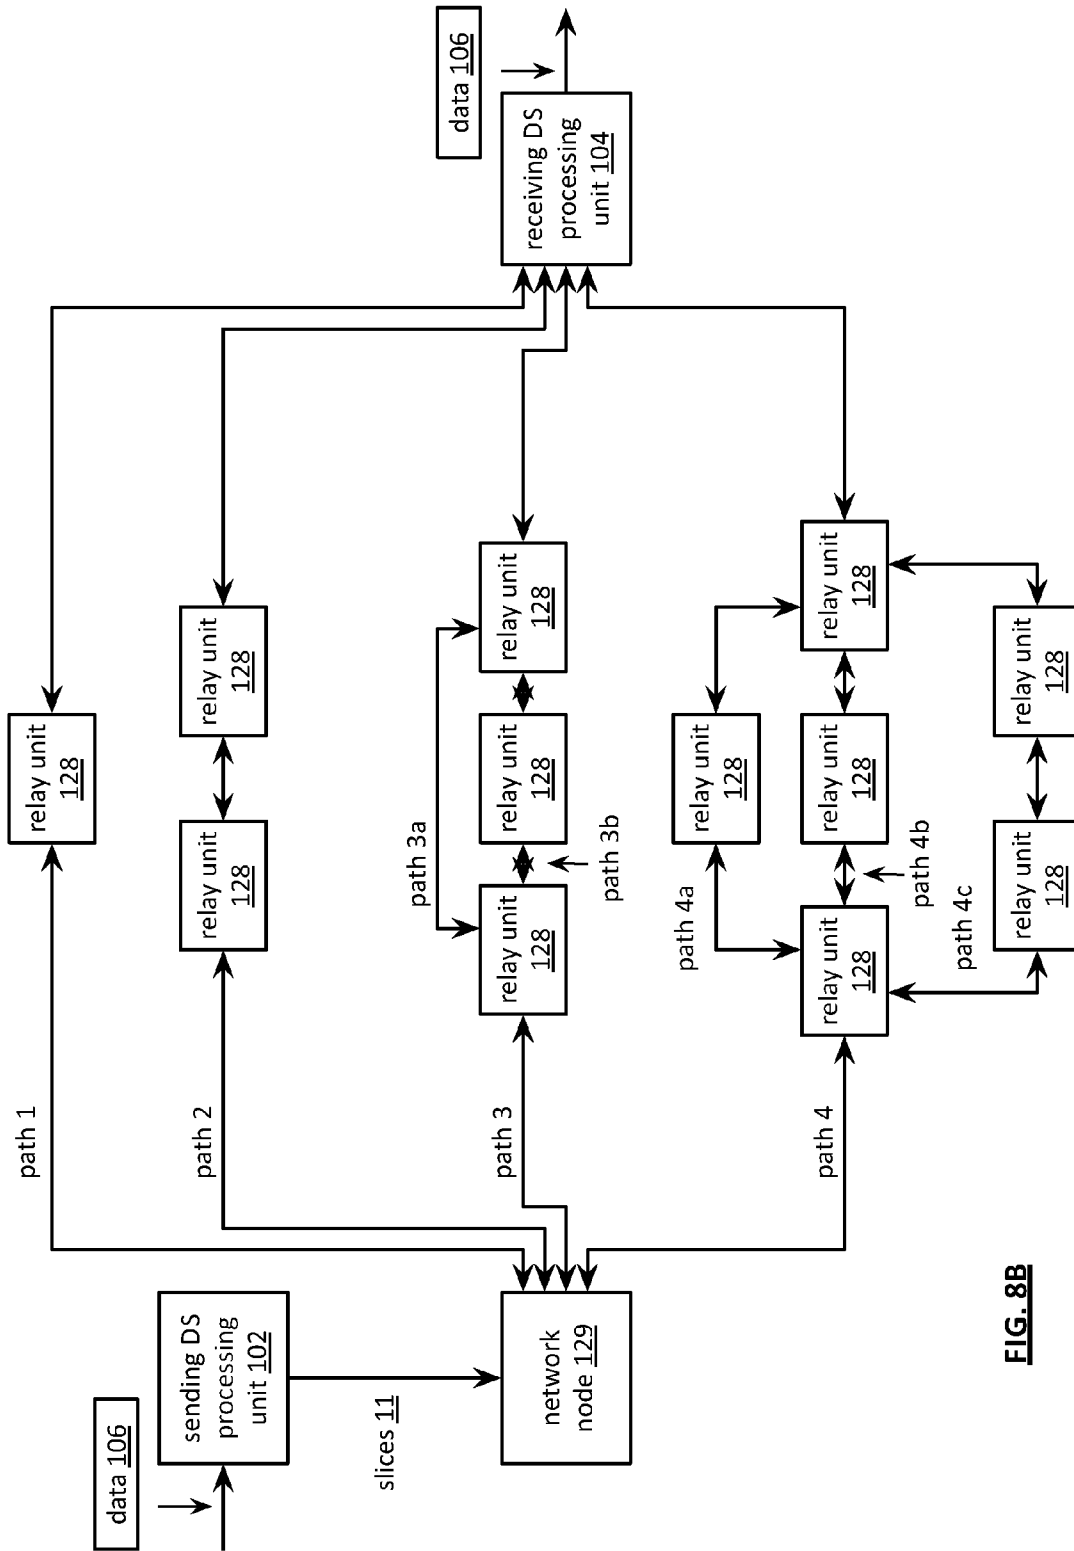 data 106
sending DS
processing
unit 102
slices 11
network
node 129
path 1
relay unit
128
path 2
relay unit
128
relay unit
128
path 3
relay unit
128
path 3a
path 3b
relay unit
128
relay unit
128
path 4
relay unit
128
path 4a
relay unit
128
path 4b
relay unit
128
path 4c
relay unit
128
relay unit
128
relay unit
128
receiving DS
processing
unit 104
data 106
FIG. 8B